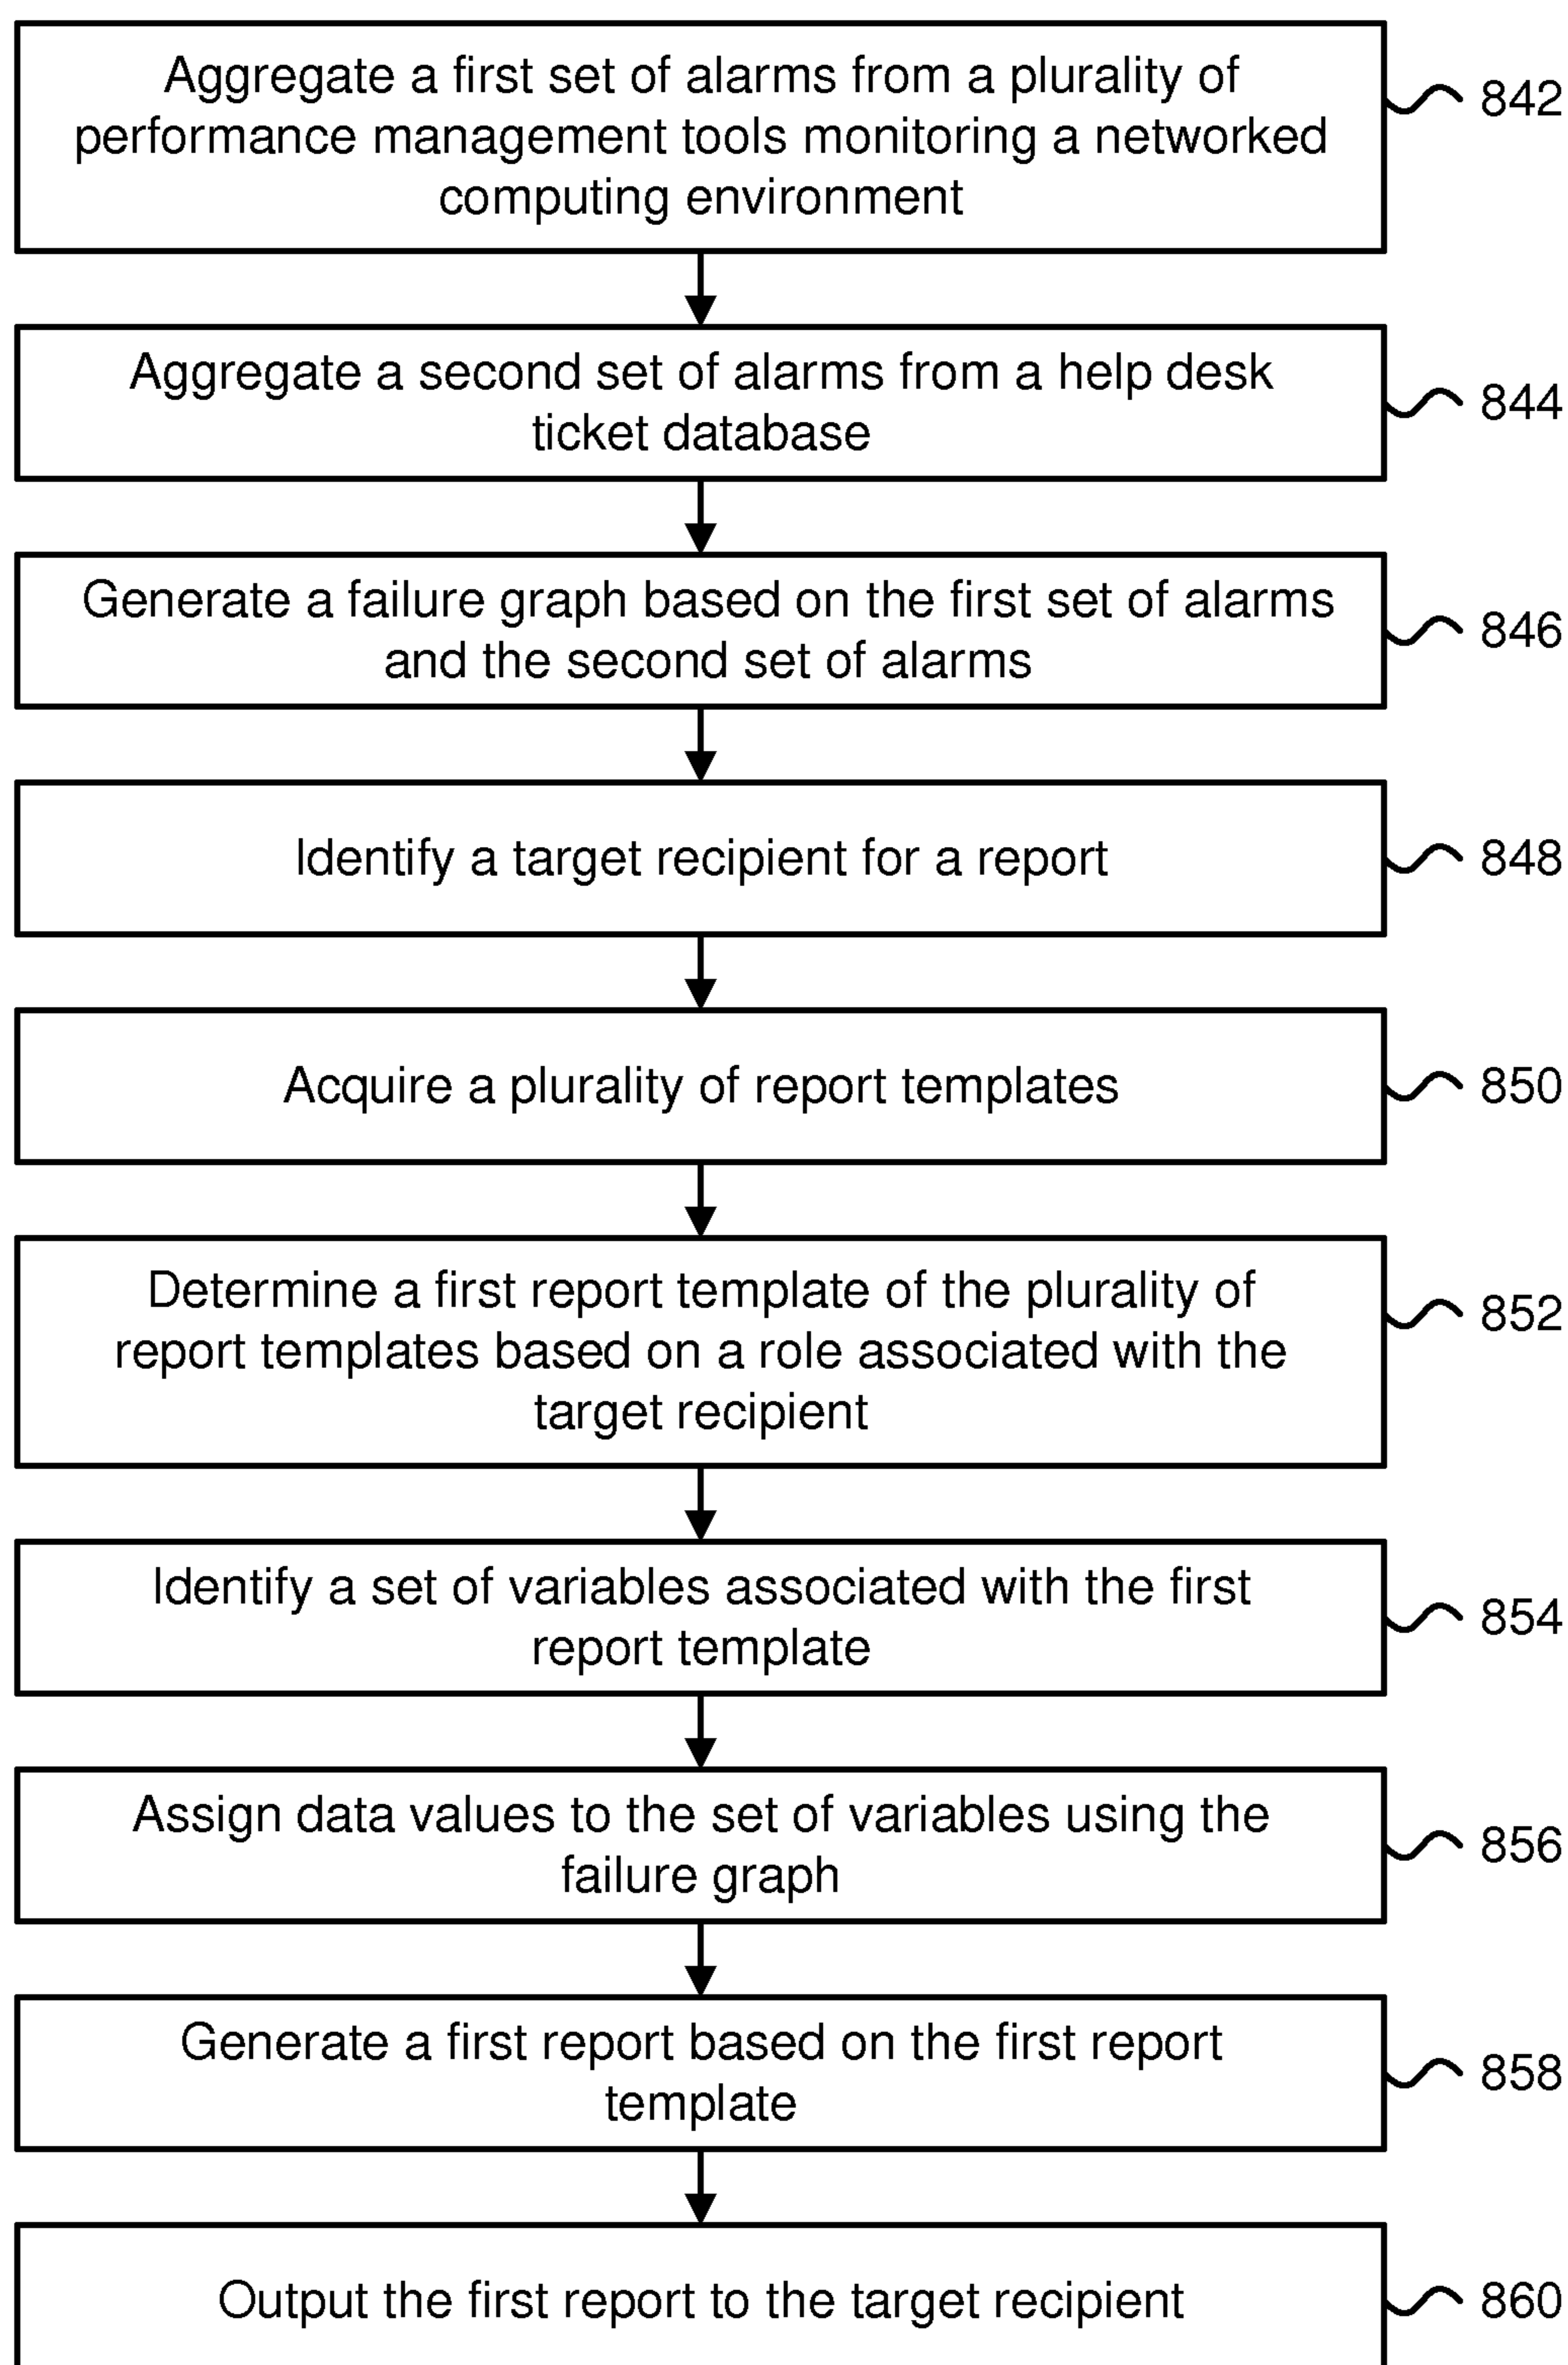 Aggregate a first set of alarms from a plurality of
performance management tools monitoring a networked
computing environment
842
Aggregate a second set of alarms from a help desk
ticket database
844
Generate a failure graph based on the first set of alarms
and the second set of alarms
846
Identify a target recipient for a report
848
Acquire a plurality of report templates
850
Determine a first report template of the plurality of
report templates based on a role associated with the
target recipient
852
Identify a set of variables associated with the first
report template
854
Assign data values to the set of variables using the
failure graph
856
Generate a first report based on the first report
template
858
Output the first report to the target recipient
860